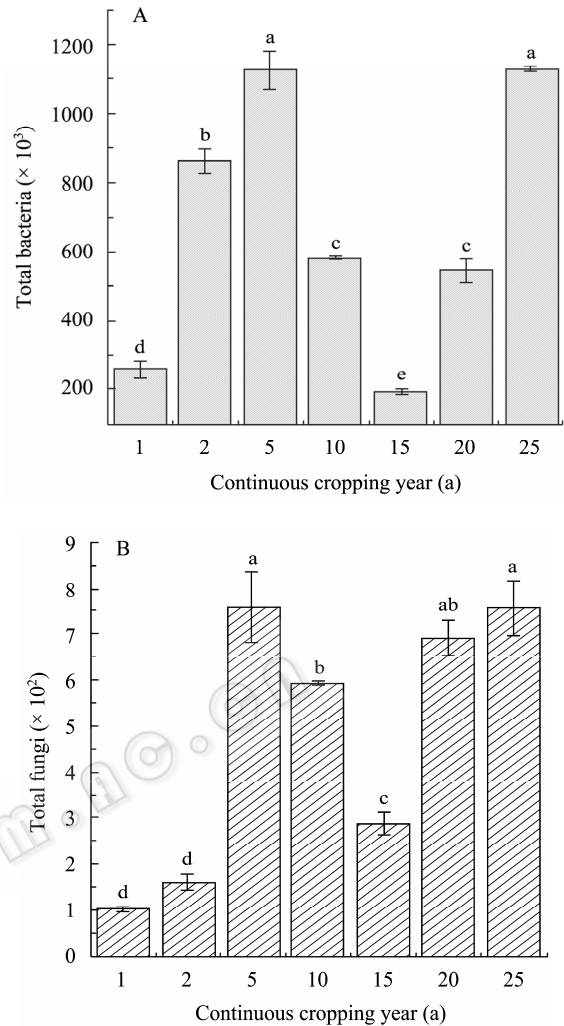 A
1200
1000
800
600
400
200
Total bacteria (× 10³)
d
b
a
c
e
c
a
1 2 5 10 15 20 25
Continuous cropping year (a)
B
9
8
7
6
5
4
3
2
1
0
Total fungi (× 10²)
d
d
a
b
c
ab
a
1 2 5 10 15 20 25
Continuous cropping year (a)
m.ac.cn